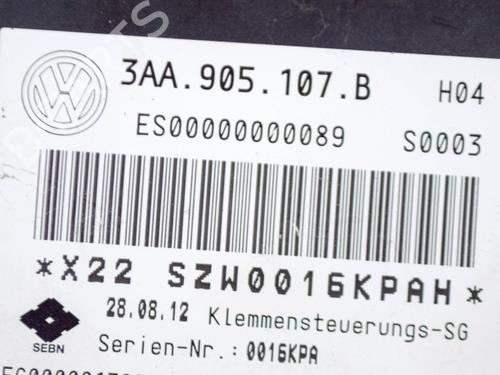 3AA.905.107.B H04
ES00000000089 S0003
*X22 SZW0016KPAH*
28.08.12 Klemmensteuerungs-SG
SEBN
Serien-Nr.: 0016KPA